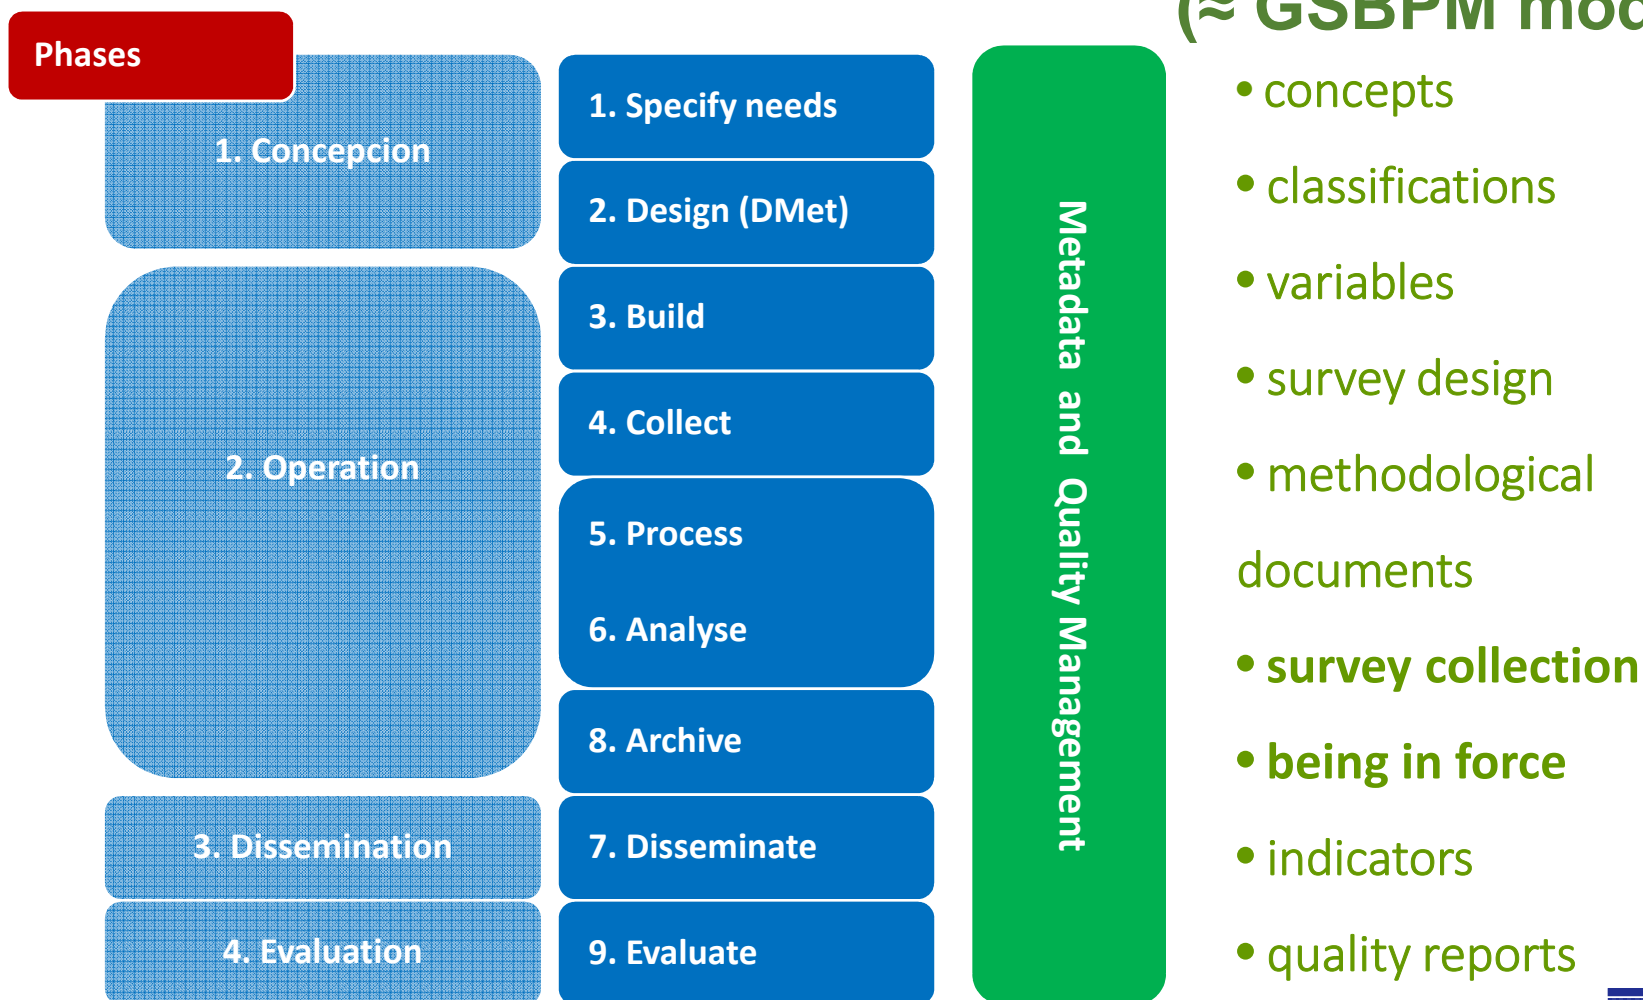 (≈ GSBPM
Phases
1. Concepcion
2. Operation
3. Dissemination
4. Evaluation
1. Specify needs
2. Design (DMet)
3. Build
4. Collect
5. Process
6. Analyse
8. Archive
7. Disseminate
9. Evaluate
Metadata and Quality Management
• concepts
• classifications
• variables
• survey design
• methodological
documents
• survey collection
• being in force
• indicators
• quality reports